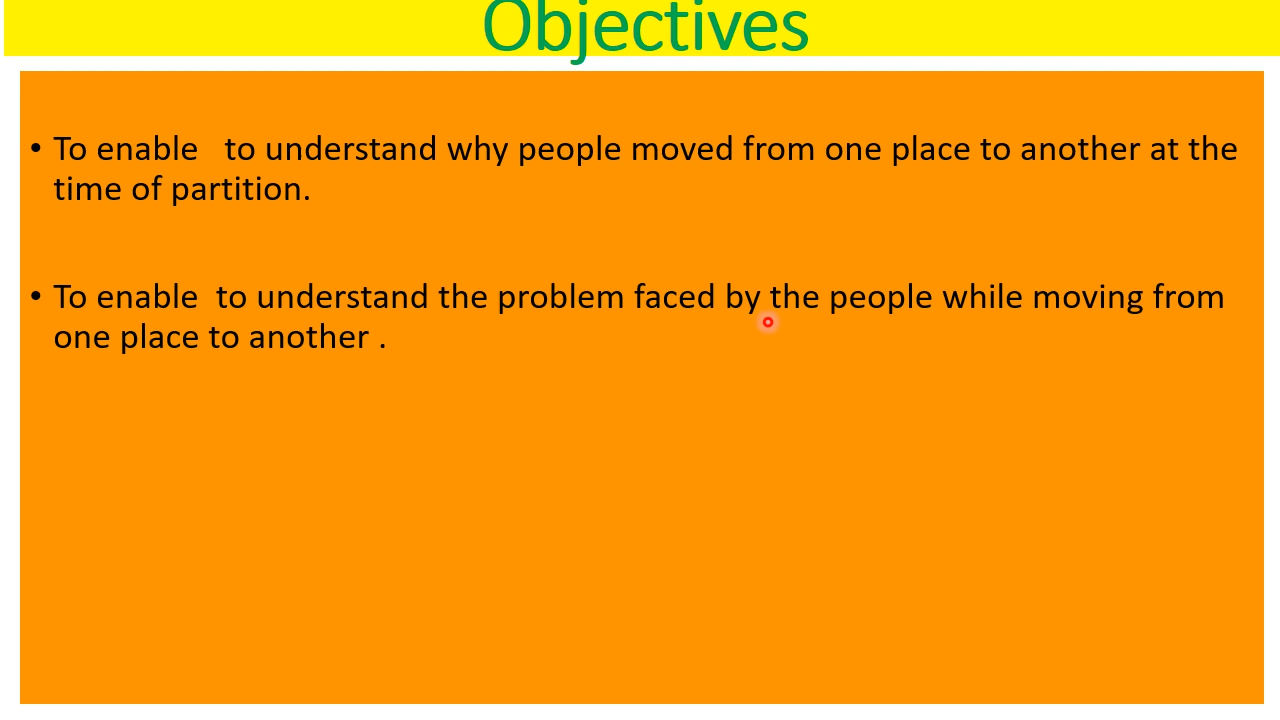 Objectives
• To enable   to understand why people moved from one place to another at the
time of partition.
• To enable  to understand the problem faced by the people while moving from
one place to another .